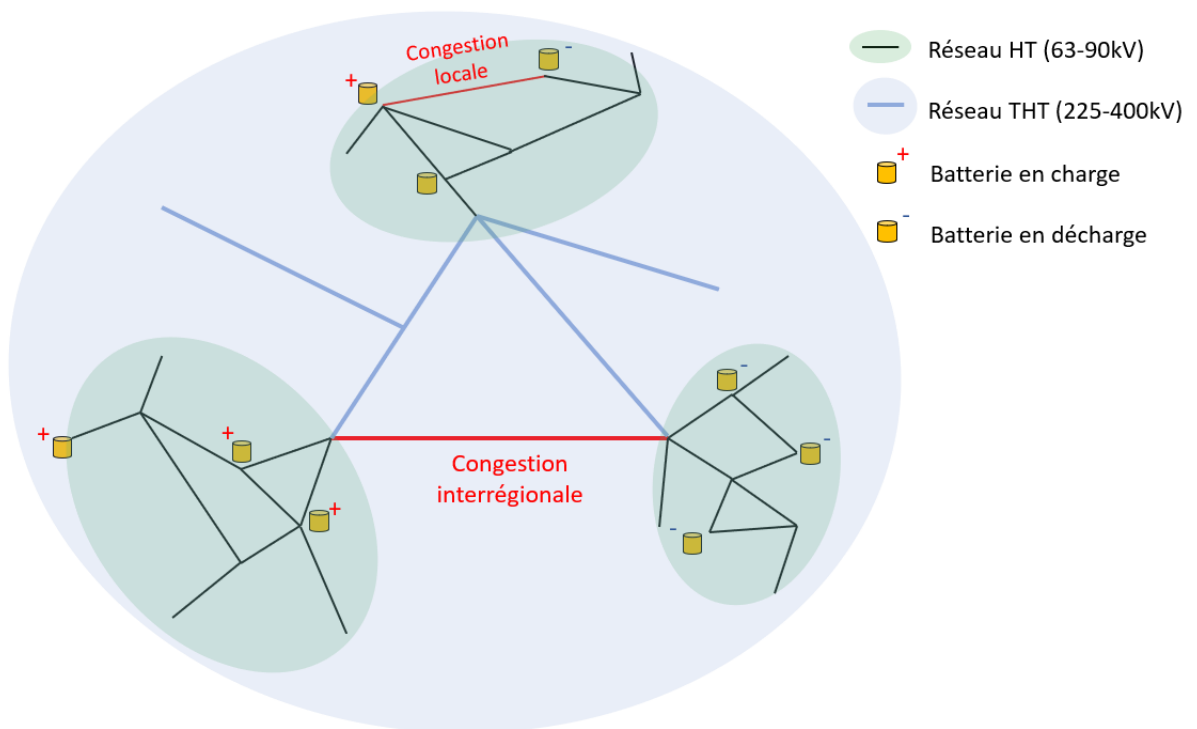 Congestion
locale
-
+
+
+
+
-
-
-
Congestion
interrégionale
Réseau HT (63-90kV)
Réseau THT (225-400kV)
+
Batterie en charge
-
Batterie en décharge